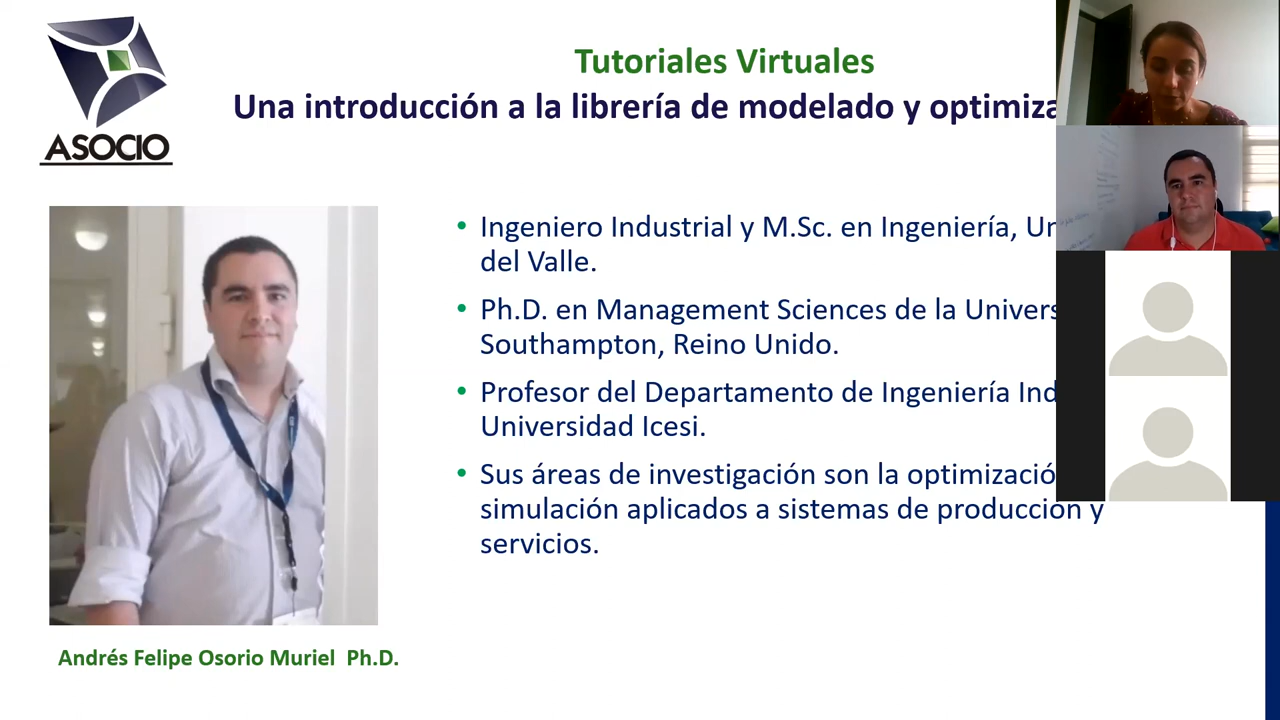 ASOCIO
Tutoriales Virtuales
Una introducción a la librería de modelado y optimiza
• Ingeniero Industrial y M.Sc. en Ingeniería,
del Valle.
• Ph.D. en Management Sciences de la Univers
Southampton, Reino Unido.
• Profesor del Departamento de Ingeniería Ind
Universidad Icesi.
• Sus áreas de investigación son la optimizació
simulación aplicados a sistemas de producción y
servicios.
Andrés Felipe Osorio Muriel Ph.D.